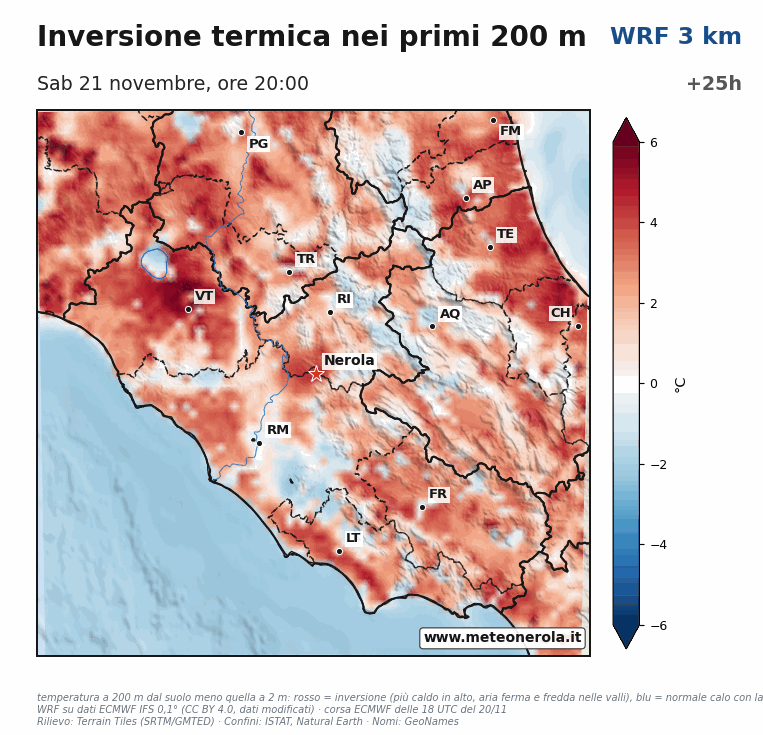 Inversione termica nei primi 200 m WRF 3 km
Sab 21 novembre, ore 20:00 +25h
FM
PG
AP
TE
TR
VT
RI
AQ
CH
Nerola
RM
FR
LT
6
4
2
0
−2
−4
−6
°C
www.meteonerola.it
temperatura a 200 m dal suolo meno quella a 2 m: rosso = inversione (più caldo in alto, aria ferma e fredda nelle valli), blu = normale calo con la
WRF su dati ECMWF IFS 0,1° (CC BY 4.0, dati modificati) · corsa ECMWF delle 18 UTC del 20/11
Rilievo: Terrain Tiles (SRTM/GMTED) · Confini: ISTAT, Natural Earth · Nomi: GeoNames